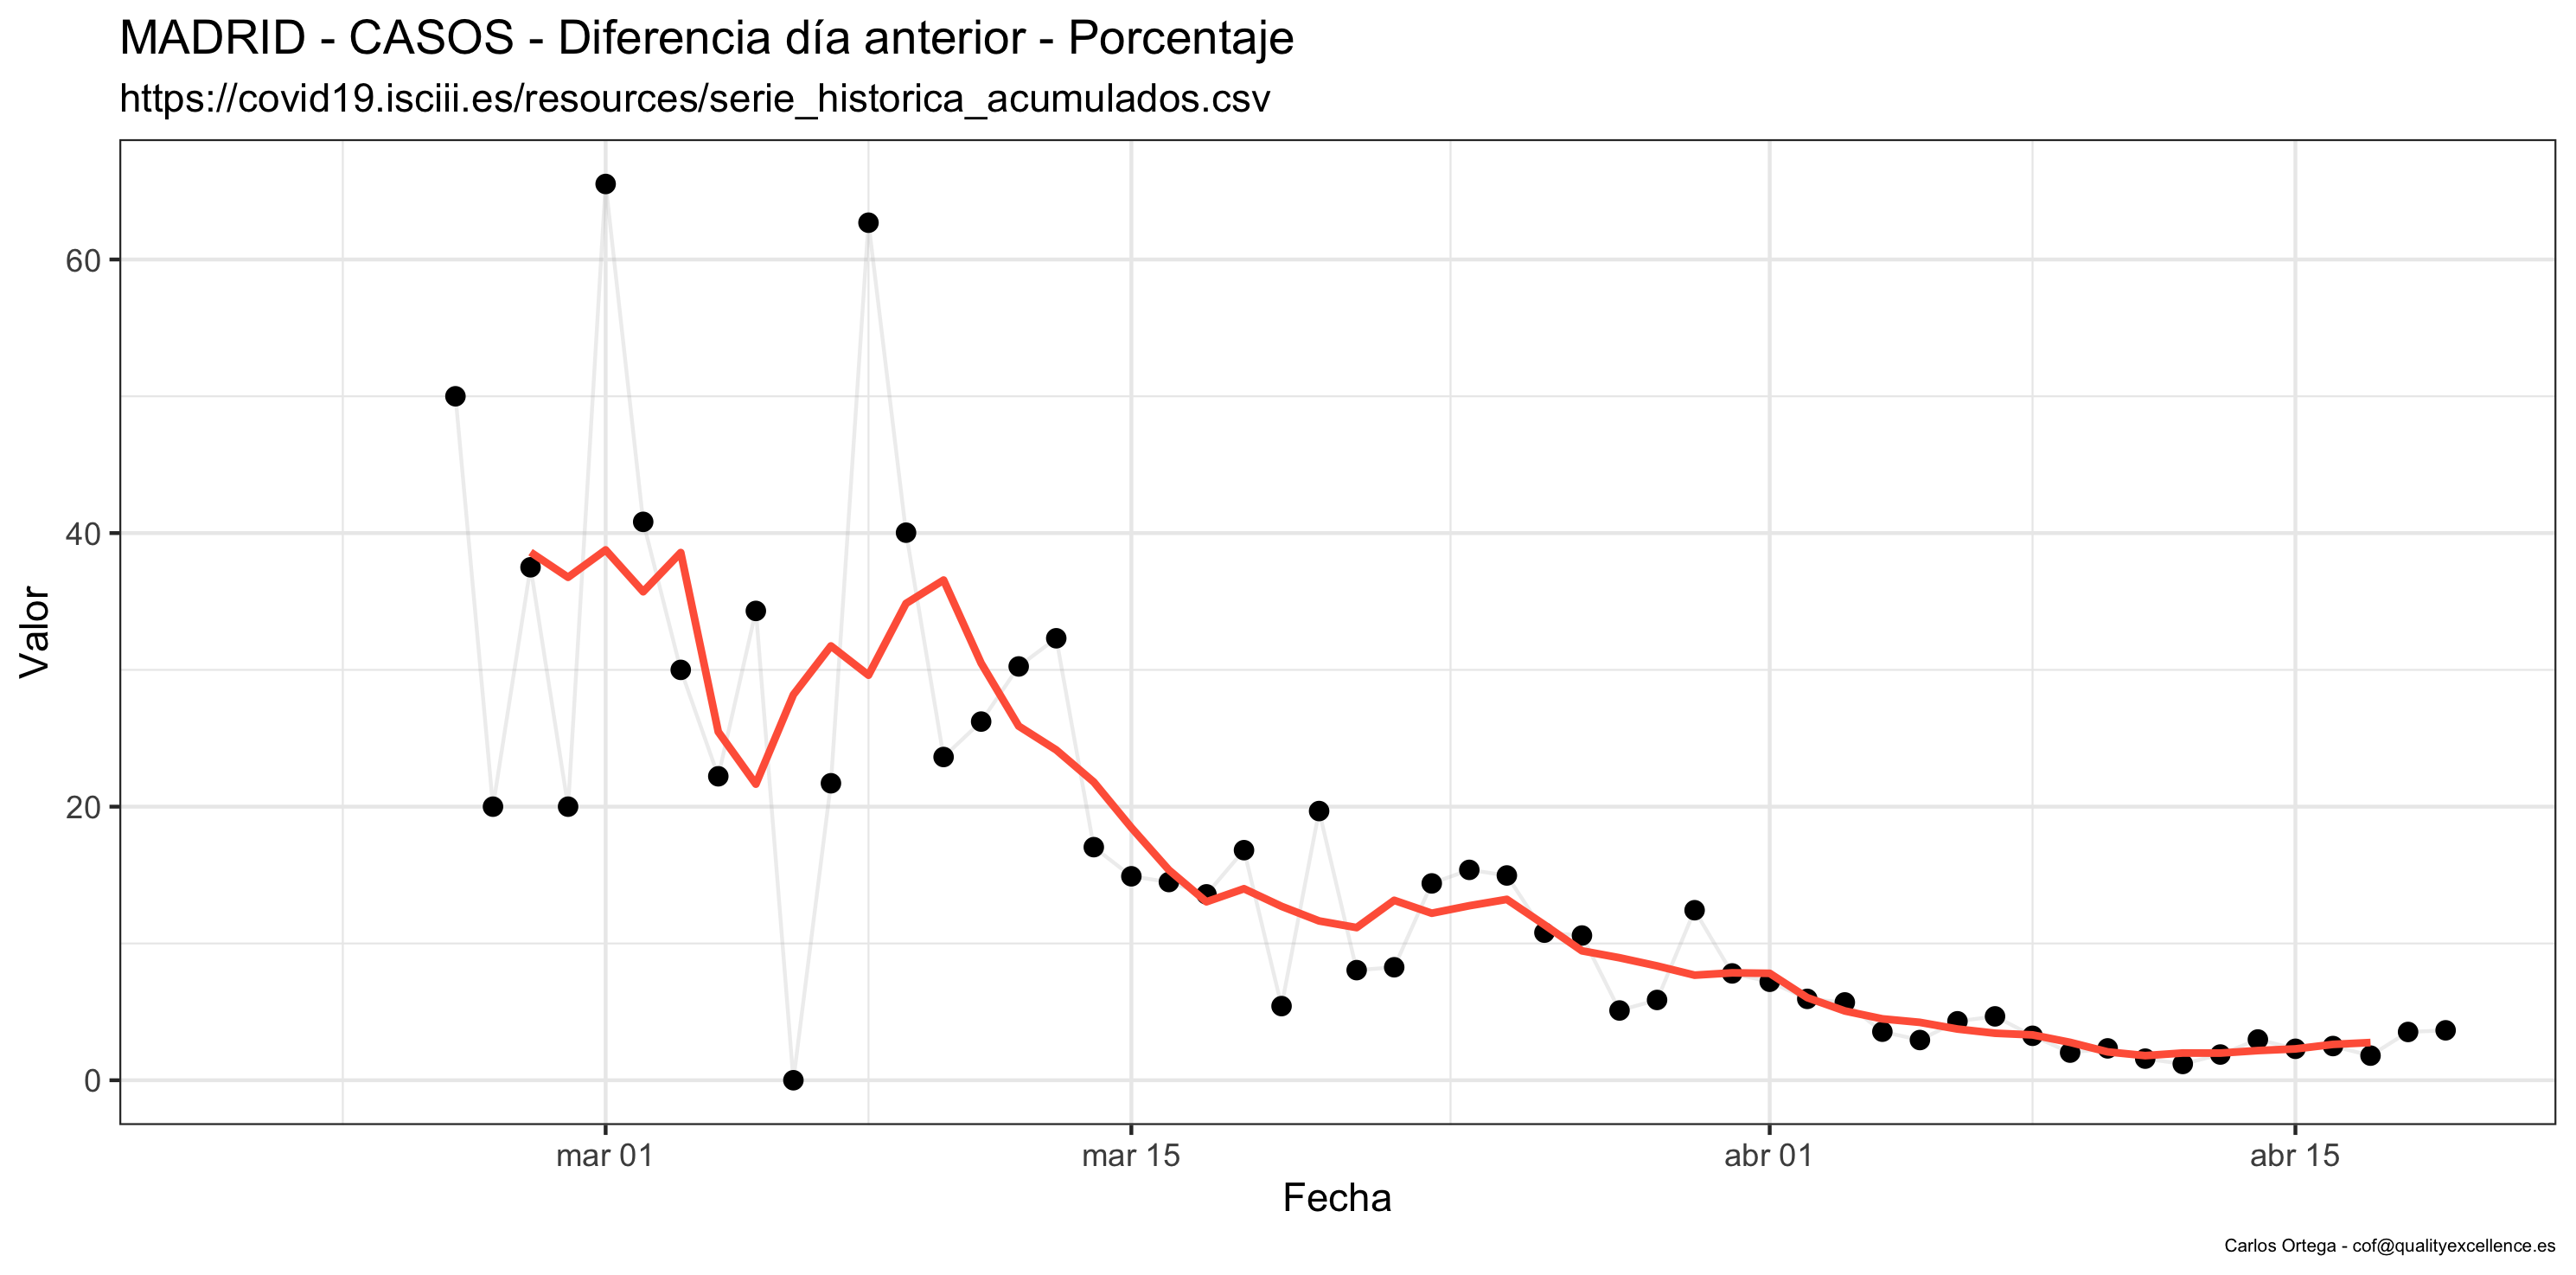 MADRID - CASOS - Diferencia día anterior - Porcentaje
https://covid19.isciii.es/resources/serie_historica_acumulados.csv
60
40
20
0
Valor
mar 01
mar 15
abr 01
abr 15
Fecha
Carlos Ortega - cof@qualityexcellence.es